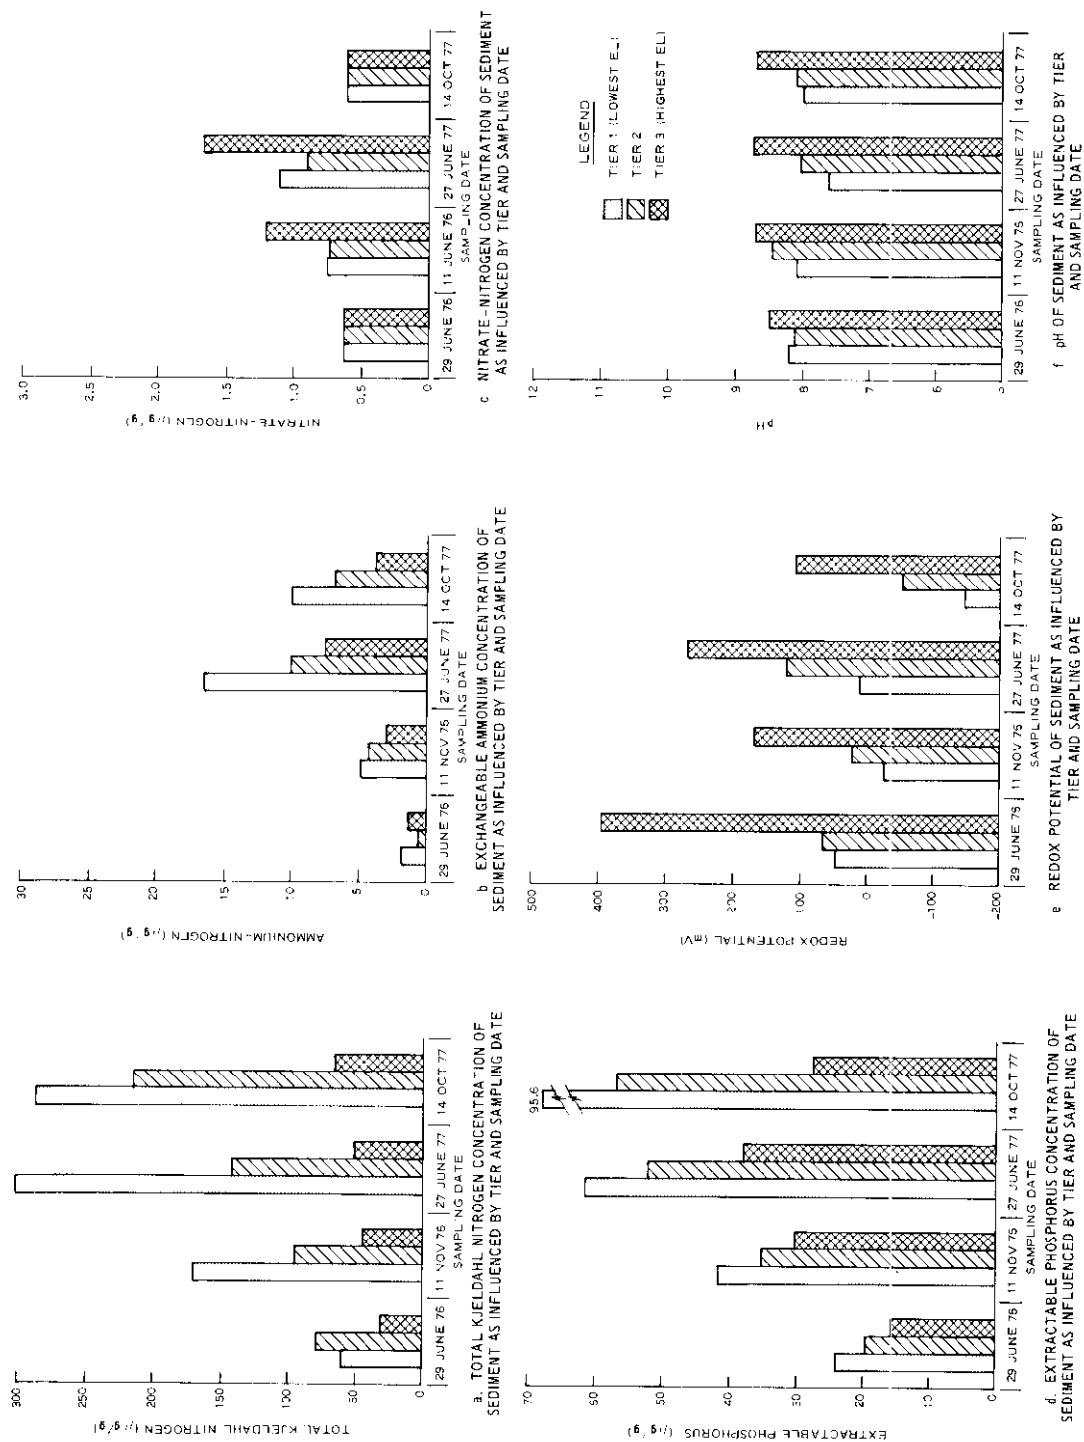 300
250
200
150
100
50
0
TOTAL KJELDAHL NITROGEN (µg/g)
29 JUNE 76 | 11 NOV 76 | 27 JUNE 77 | 14 OCT 77
SAMPLING DATE
a. TOTAL KJELDAHL NITROGEN CONCENTRATION OF
SEDIMENT AS INFLUENCED BY TIER AND SAMPLING DATE
30
25
20
15
10
5
0
AMMONIUM-NITROGEN (µg/g)
29 JUNE 76 | 11 NOV 76 | 27 JUNE 77 | 14 OCT 77
SAMPLING DATE
b EXCHANGEABLE AMMONIUM CONCENTRATION OF
SEDIMENT AS INFLUENCED BY TIER AND SAMPLING DATE
3.0
2.5
2.0
1.5
1.0
0.5
0
NITRATE-NITROGEN (µg/g)
29 JUNE 76 | 11 JUNE 76 | 27 JUNE 77 | 14 OCT 77
SAMPLING DATE
c NITRATE-NITROGEN CONCENTRATION OF SEDIMENT
AS INFLUENCED BY TIER AND SAMPLING DATE
70
60
50
40
30
20
10
0
EXTRACTABLE PHOSPHORUS (µg/g)
95.6
29 JUNE 76 | 11 NOV 76 | 27 JUNE 77 | 14 OCT 77
SAMPLING DATE
d. EXTRACTABLE PHOSPHORUS CONCENTRATION OF
SEDIMENT AS INFLUENCED BY TIER AND SAMPLING DATE
500
400
300
200
100
0
-100
-200
REDOX POTENTIAL (mV)
29 JUNE 76 | 11 NOV 76 | 27 JUNE 77 | 14 OCT 77
SAMPLING DATE
e REDOX POTENTIAL OF SEDIMENT AS INFLUENCED BY
TIER AND SAMPLING DATE
12
11
10
9
8
7
6
5
pH
29 JUNE 76 | 11 NOV 76 | 27 JUNE 77 | 14 OCT 77
SAMPLING DATE
f pH OF SEDIMENT AS INFLUENCED BY TIER
AND SAMPLING DATE
LEGEND
TIER 1 (LOWEST EL)
TIER 2
TIER 3 (HIGHEST EL)